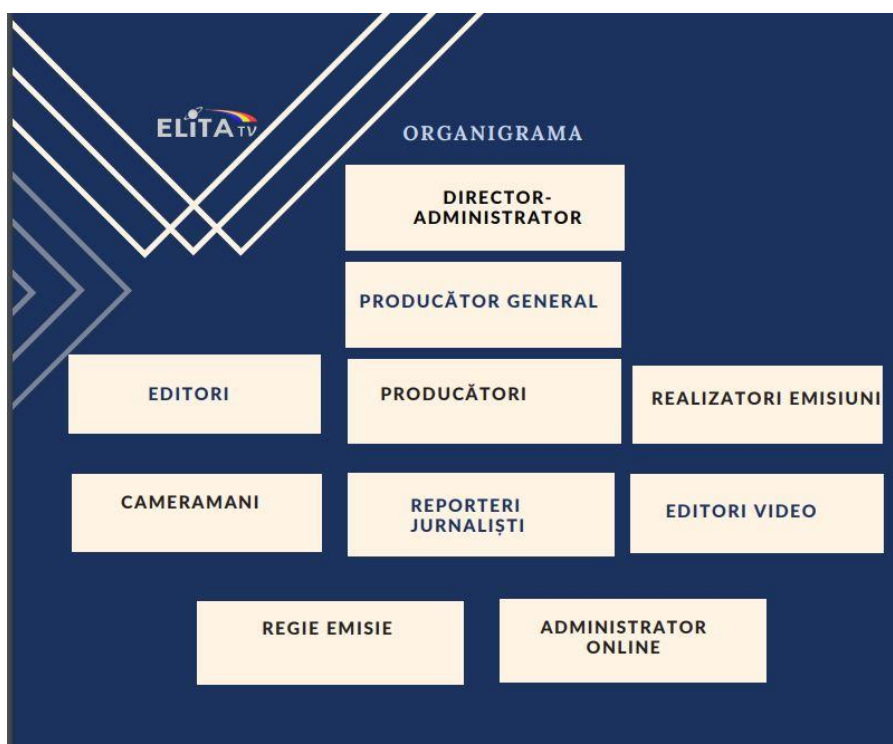 ELiTA TV
ORGANIGRAMA
DIRECTOR-
ADMINISTRATOR
PRODUCĂTOR GENERAL
EDITORI
PRODUCĂTORI
REALIZATORI EMISIUNI
CAMERAMANI
REPORTERI
JURNALIȘTI
EDITORI VIDEO
REGIE EMISIE
ADMINISTRATOR
ONLINE